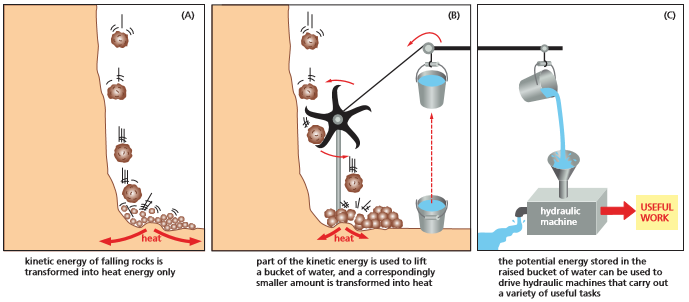 (A)
heat
kinetic energy of falling rocks is
transformed into heat energy only
(B)
heat
part of the kinetic energy is used to lift
a bucket of water, and a correspondingly
smaller amount is transformed into heat
(C)
hydraulic
machine
USEFUL
WORK
the potential energy stored in the
raised bucket of water can be used to
drive hydraulic machines that carry out
a variety of useful tasks